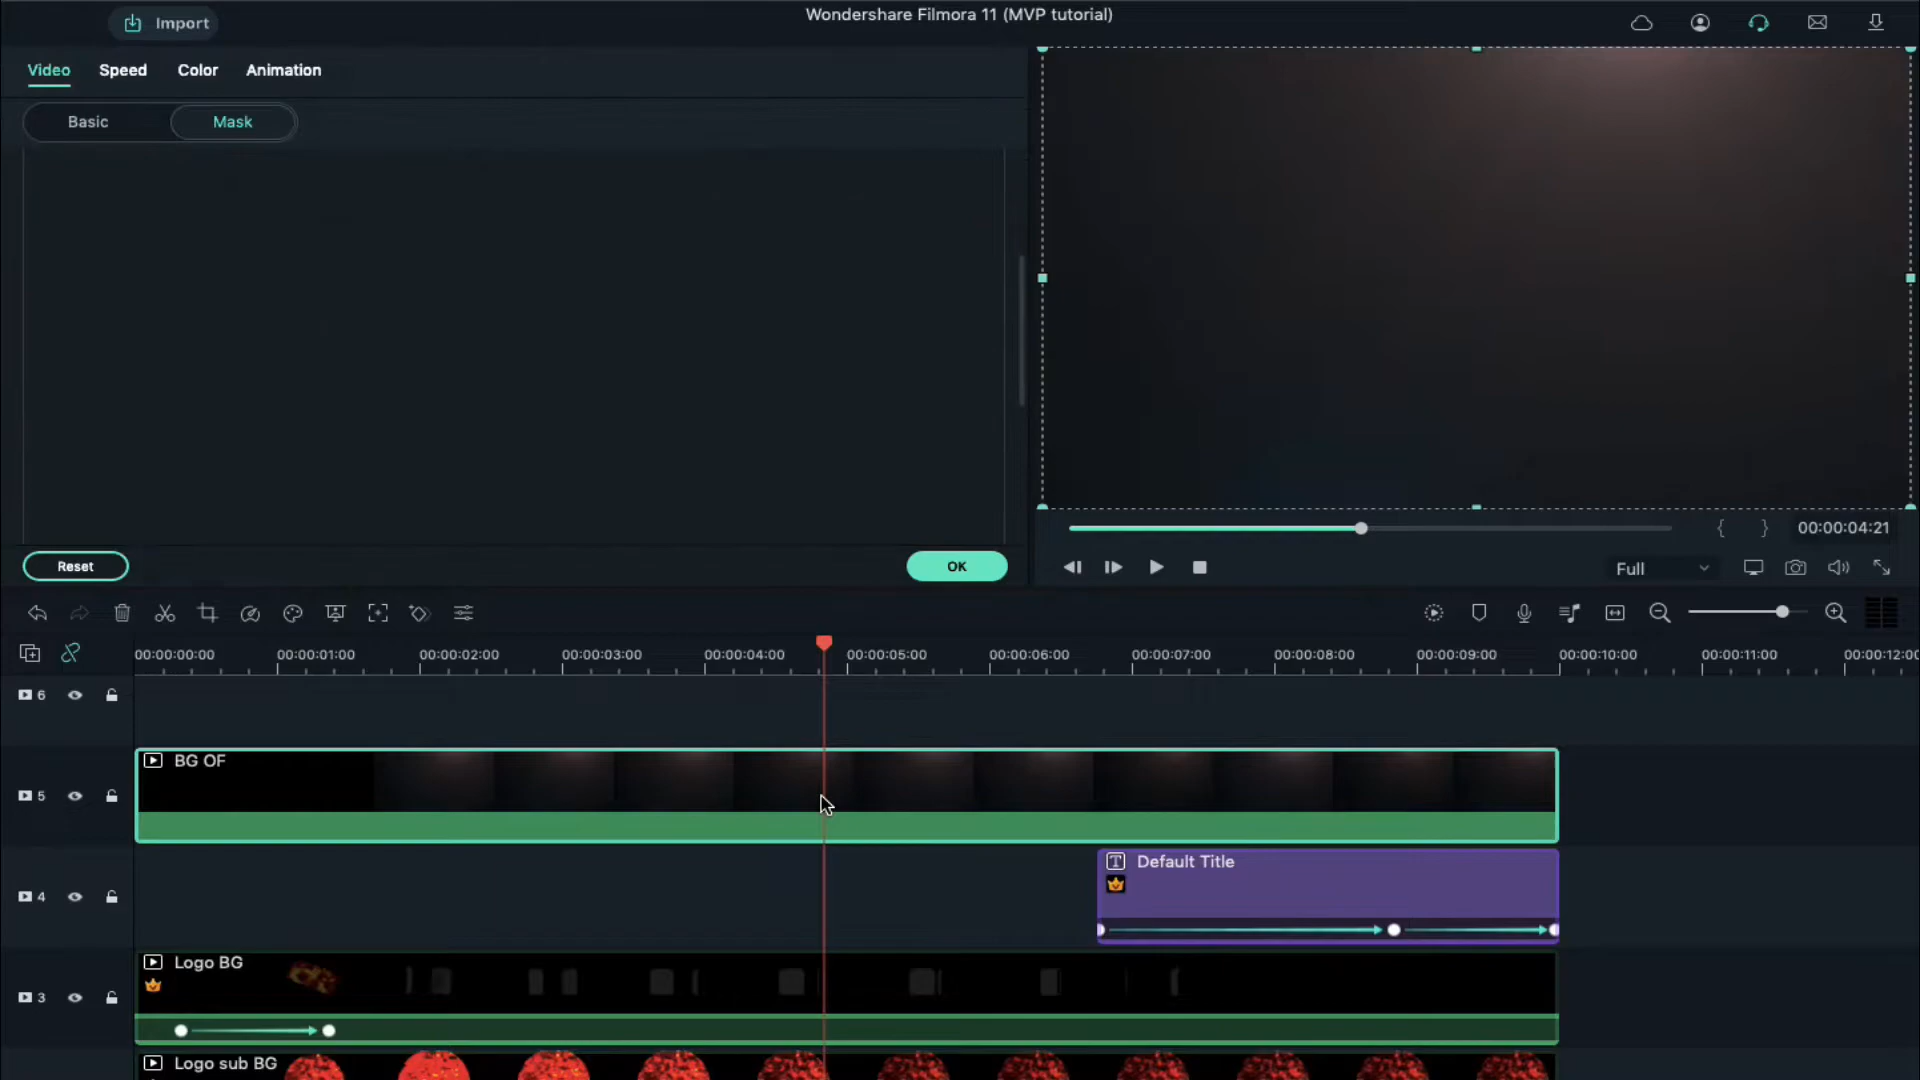 Wondershare Filmora 11 (MVP tutorial)
Import
Video Speed Color Animation
Basic Mask
Reset OK
00:00:04:21
Full
00:00:00:00 00:00:01:00 00:00:02:00 00:00:03:00 00:00:04:00 00:00:05:00 00:00:06:00 00:00:07:00 00:00:08:00 00:00:09:00 00:00:10:00 00:00:11:00 00:00:12:00
6
BG OF
5
Default Title
4
Logo BG
3
Logo sub BG